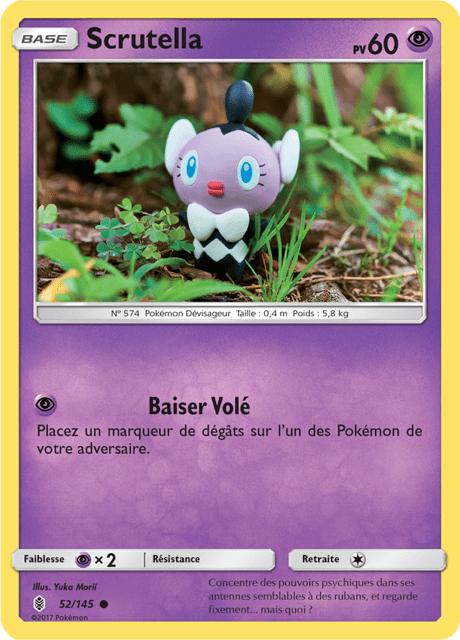 BASE Scrutella PV60
N° 574 Pokémon Dévisageur Taille : 0,4 m Poids : 5,8 kg
Baiser Volé
Placez un marqueur de dégâts sur l'un des Pokémon de
votre adversaire.
Faiblesse ×2 Résistance Retraite
Illus. Yuka Morii
52/145
©2017 Pokémon
Concentre des pouvoirs psychiques dans ses
antennes semblables à des rubans, et regarde
fixement... mais quoi ?